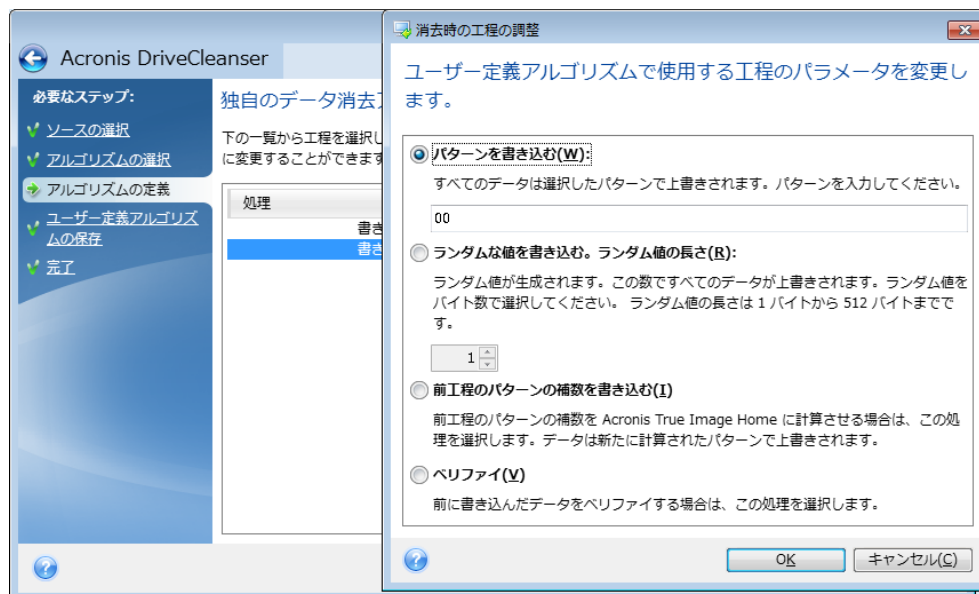 消去時の工程の調整
Acronis DriveCleanser
必要なステップ:
ソースの選択
アルゴリズムの選択
アルゴリズムの定義
ユーザー定義アルゴリズ
ムの保存
完了
独自のデータ消去
下の一覧から工程を選択し
に変更することができます
処理
書き
書き
ユーザー定義アルゴリズムで使用する工程のパラメータを変更し
ます。
パターンを書き込む(W):
すべてのデータは選択したパターンで上書きされます。パターンを入力してください。
00
ランダムな値を書き込む。ランダム値の長さ(R):
ランダム値が生成されます。この数ですべてのデータが上書きされます。ランダム値を
バイト数で選択してください。 ランダム値の長さは 1 バイトから 512 バイトまでで
す。
1
前工程のパターンの補数を書き込む(I)
前工程のパターンの補数を Acronis True Image Home に計算させる場合は、この処
理を選択します。データは新たに計算されたパターンで上書きされます。
ベリファイ(V)
前に書き込んだデータをベリファイする場合は、この処理を選択します。
OK
キャンセル(C)